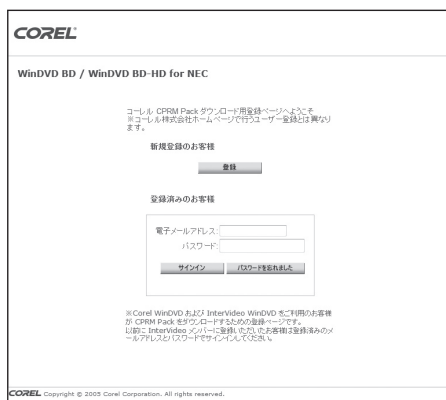 COREL
WinDVD BD / WinDVD BD-HD for NEC
コーレル CPRM Pack ダウンロード用登録ページへようこそ
※コーレル株式会社ホームページで行うユーザー登録とは異なり
ます。
新規登録のお客様
登録
登録済みのお客様
電子メールアドレス:
パスワード:
サインイン パスワードを忘れました
※Corel WinDVD および InterVideo WinDVD をご利用のお客様
が CPRM Pack をダウンロードするための登録ページです。
以前に InterVideo メンバーに登録いただいたお客様は登録済みのメ
ールアドレスとパスワードでサインインしてください。
COREL Copyright © 2005 Corel Corporation. All rights reserved.